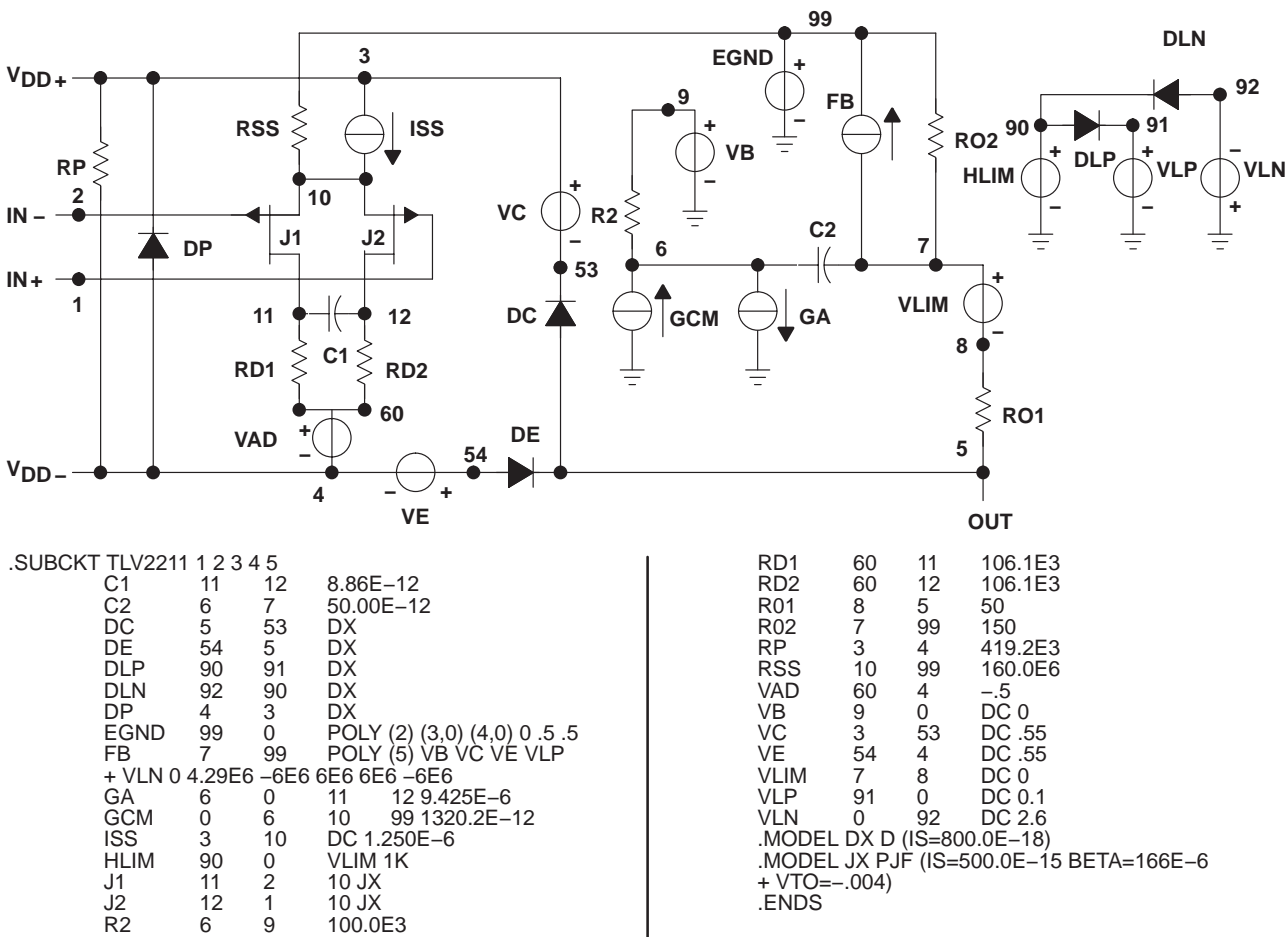 99
DLN
3
EGND
+
V DD+
9
FB
92
RSS
ISS
+
−
90
91
−
RP
VB
RO2
+
+
DLP
2
10
−
HLIM
VLP
VLN
IN −
VC
+
R2
C2
−
−
+
J1
J2
−
6
7
DP
IN +
53
+
1
VLIM
11
12
DC
GCM
GA
−
C1
8
RD1
RD2
60
RO1
VAD
+
−
DE
54
5
V DD−
4
−
+
VE
OUT
.SUBCKT TLV2211 1 2 3 4 5
C1 11 12 8.86E−12
C2 6 7 50.00E−12
DC 5 53 DX
DE 54 5 DX
DLP 90 91 DX
DLN 92 90 DX
DP 4 3 DX
EGND 99 0 POLY (2) (3,0) (4,0) 0 .5 .5
FB 7 99 POLY (5) VB VC VE VLP
+ VLN 0 4.29E6 −6E6 6E6 6E6 −6E6
GA 6 0 11 12 9.425E−6
GCM 0 6 10 99 1320.2E−12
ISS 3 10 DC 1.250E−6
HLIM 90 0 VLIM 1K
J1 11 2 10 JX
J2 12 1 10 JX
R2 6 9 100.0E3
RD1 60 11 106.1E3
RD2 60 12 106.1E3
R01 8 5 50
R02 7 99 150
RP 3 4 419.2E3
RSS 10 99 160.0E6
VAD 60 4 −.5
VB 9 0 DC 0
VC 3 53 DC .55
VE 54 4 DC .55
VLIM 7 8 DC 0
VLP 91 0 DC 0.1
VLN 0 92 DC 2.6
.MODEL DX D (IS=800.0E−18)
.MODEL JX PJF (IS=500.0E−15 BETA=166E−6
+ VTO=−.004)
.ENDS